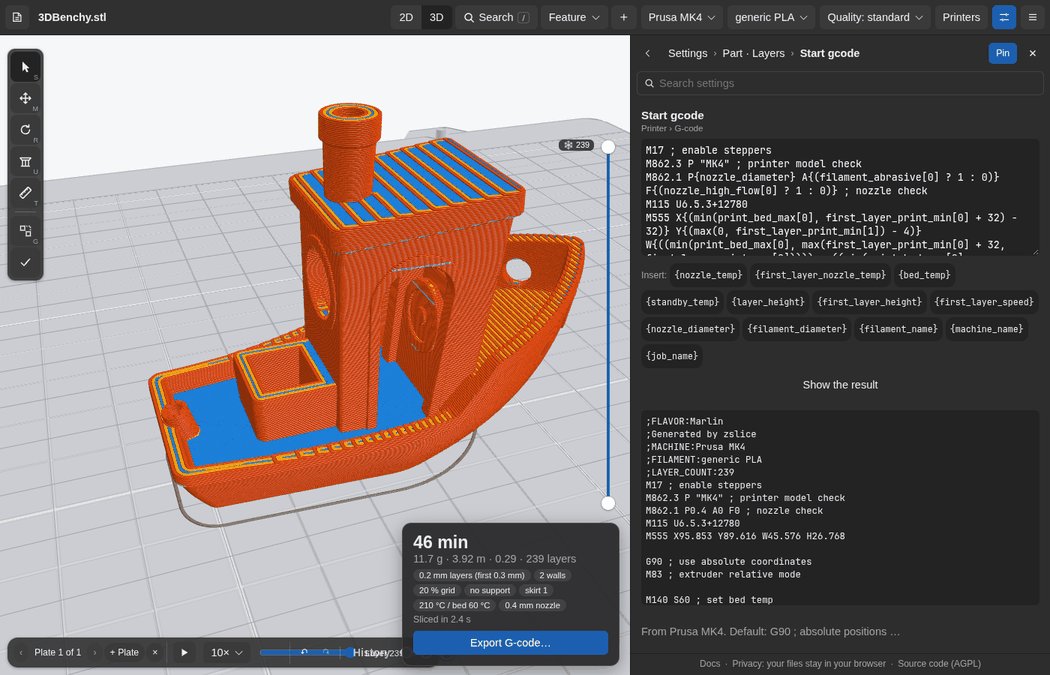 3DBenchy.stl
2D 3D Search / Feature + Prusa MK4 generic PLA Quality: standard Printers
Settings › Part · Layers › Start gcode Pin ×
Search settings
S
M
R
U
T
G
239
Start gcode
Printer › G-code
M17 ; enable steppers
M862.3 P "MK4" ; printer model check
M862.1 P{nozzle_diameter} A{(filament_abrasive[0] ? 1 : 0)}
F{(nozzle_high_flow[0] ? 1 : 0)} ; nozzle check
M115 U6.5.3+12780
M555 X{(min(print_bed_max[0], first_layer_print_min[0] + 32) -
32)} Y{(max(0, first_layer_print_min[1]) - 4)}
W{((min(print_bed_max[0], max(first_layer_print_min[0] + 32,
Insert: {nozzle_temp} {first_layer_nozzle_temp} {bed_temp}
{standby_temp} {layer_height} {first_layer_height} {first_layer_speed}
{nozzle_diameter} {filament_diameter} {filament_name} {machine_name}
{job_name}
Show the result
;FLAVOR:Marlin
;Generated by zslice
;MACHINE:Prusa MK4
;FILAMENT:generic PLA
;LAYER_COUNT:239
M17 ; enable steppers
M862.3 P "MK4" ; printer model check
M862.1 P0.4 A0 F0 ; nozzle check
M115 U6.5.3+12780
M555 X95.853 Y89.616 W45.576 H26.768
G90 ; use absolute coordinates
M83 ; extruder relative mode
M140 S60 ; set bed temp
From Prusa MK4. Default: G90 ; absolute positions …
46 min
11.7 g · 3.92 m · 0.29 · 239 layers
0.2 mm layers (first 0.3 mm) 2 walls
20 % grid no support skirt 1
210 °C / bed 60 °C 0.4 mm nozzle
Sliced in 2.4 s
Export G-code…
‹ Plate 1 of 1 › + Plate × 10× History
Docs · Privacy: your files stay in your browser · Source code (AGPL)